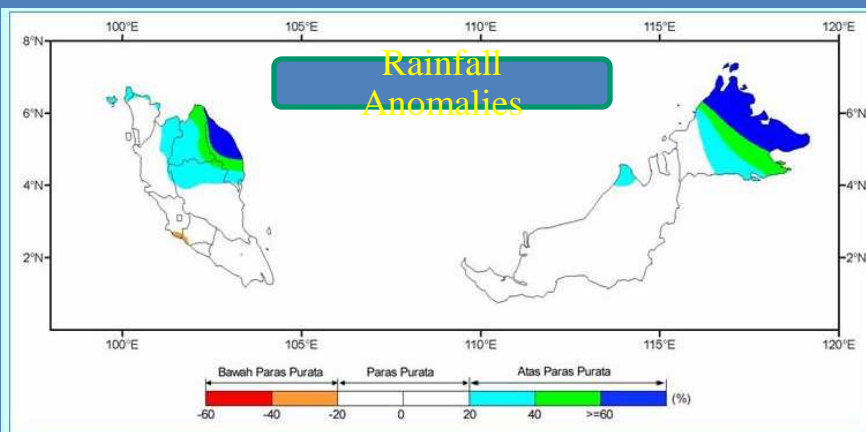 100°E 105°E 110°E 115°E 120°E
8°N
Rainfall
Anomalies
6°N 6°N
4°N 4°N
2°N 2°N
100°E 105°E 110°E 115°E 120°E
Bawah Paras Purata Paras Purata Atas Paras Purata
(%)
-60 -40 -20 0 20 40 >=60